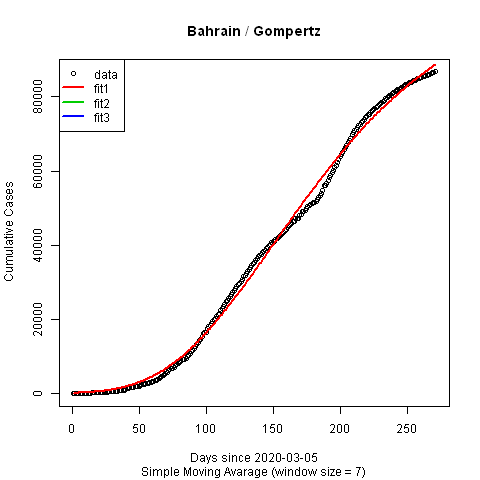 Bahrain / Gompertz
data
fit1
fit2
fit3
Cumulative Cases
0
20000
40000
60000
80000
0 50 100 150 200 250
Days since 2020-03-05
Simple Moving Avarage (window size = 7)